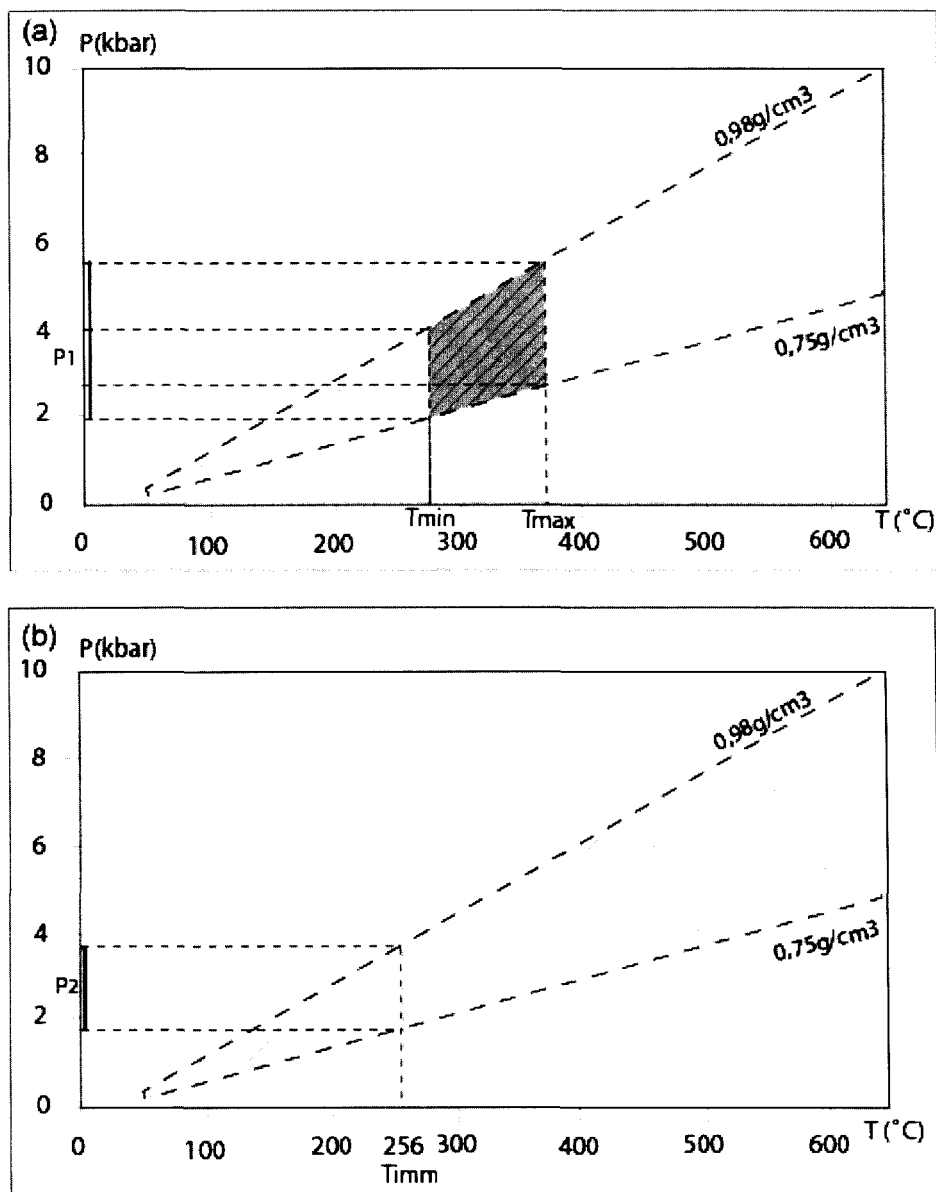 (a)
P(kbar)
10
0,98g/cm3
8
6
4
P1
0,75g/cm3
2
0
Tmin Tmax T (°C)
0 100 200 300 400 500 600
(b)
P(kbar)
10
0,98g/cm3
8
6
4
0,75g/cm3
P2
2
0
T (°C)
0 100 200 256 300 400 500 600
Timm